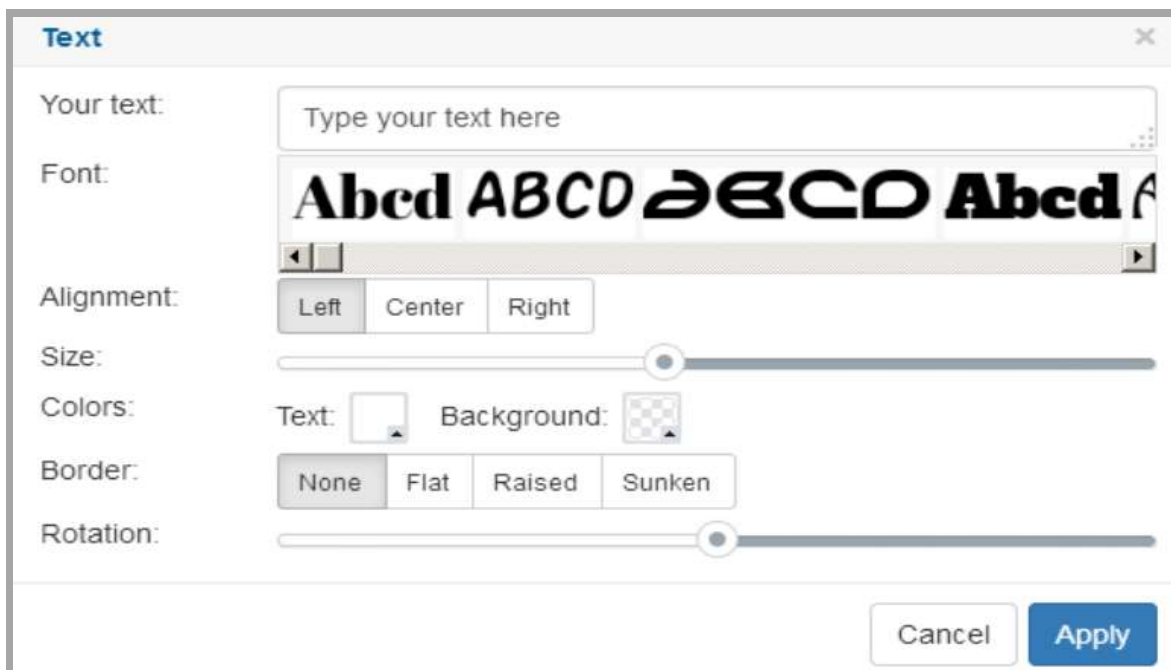 Text ×
Your text: Type your text here
Font: Abcd ABCD ABCD Abcd
Alignment: Left Center Right
Size:
Colors: Text: Background:
Border: None Flat Raised Sunken
Rotation:
Cancel Apply